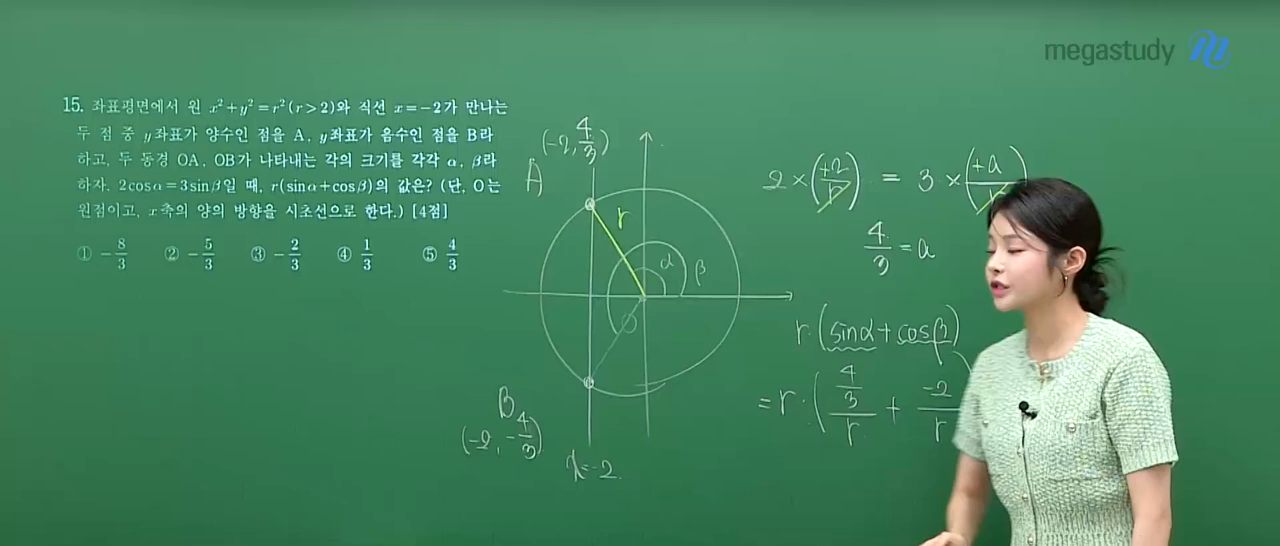 megastudy
15. 좌표평면에서 원 x²+y²=r²(r>2)와 직선 x=-2가 만나는
두 점 중 y좌표가 양수인 점을 A, y좌표가 음수인 점을 B라
하고, 두 동경 OA, OB가 나타내는 각의 크기를 각각 α, β라
하자. 2cosα=3sinβ일 때, r(sinα+cosβ)의 값은? (단, O는
원점이고, x축의 양의 방향을 시초선으로 한다.) [4점]
① -8/3 ② -5/3 ③ -2/3 ④ 1/3 ⑤ 4/3
(-2, 4/3)
A
r
α
β
O
B
(-2, -4/3)
x=-2
2×(+2/r) = 3×(+a/r)
4/3 = a
r·(sinα+cosβ)
= r·( 4/3/r + -2/r